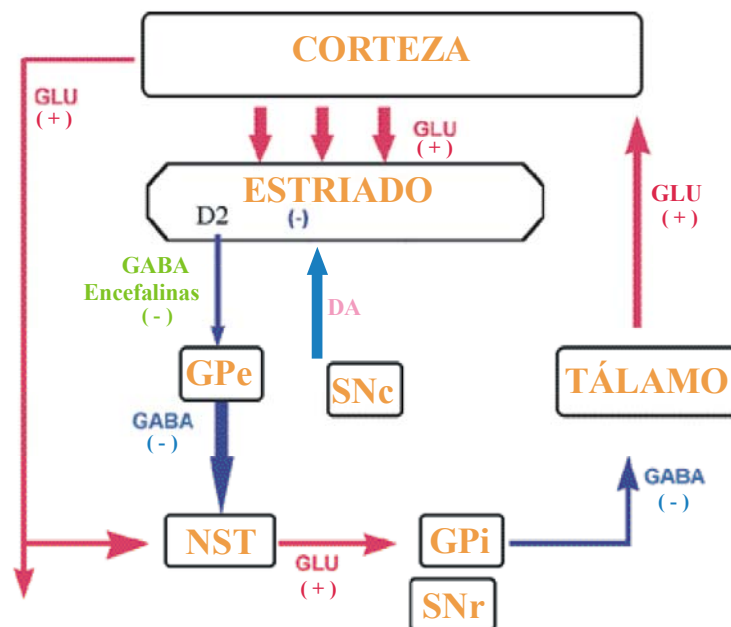 CORTEZA
GLU
( + )
GLU
( + )
ESTRIADO
D2
(-)
GLU
( + )
GABA
Encefalinas
( - )
DA
GPe
SNc
TÁLAMO
GABA
( - )
GABA
( - )
NST
GLU
( + )
GPi
SNr